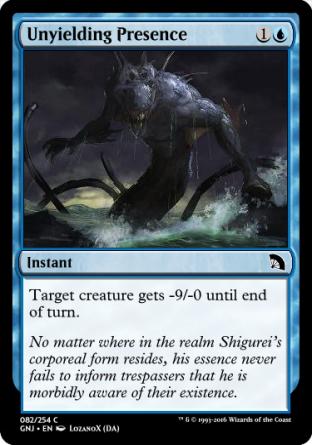 Unyielding Presence 1
Instant
Target creature gets -9/-0 until end
of turn.
No matter where in the realm Shigurei's
corporeal form resides, his essence never
fails to inform trespassers that he is
morbidly aware of their existence.
082/254 C
GNJ • EN LozanoX (DA)
™ & © 1993-2016 Wizards of the Coast